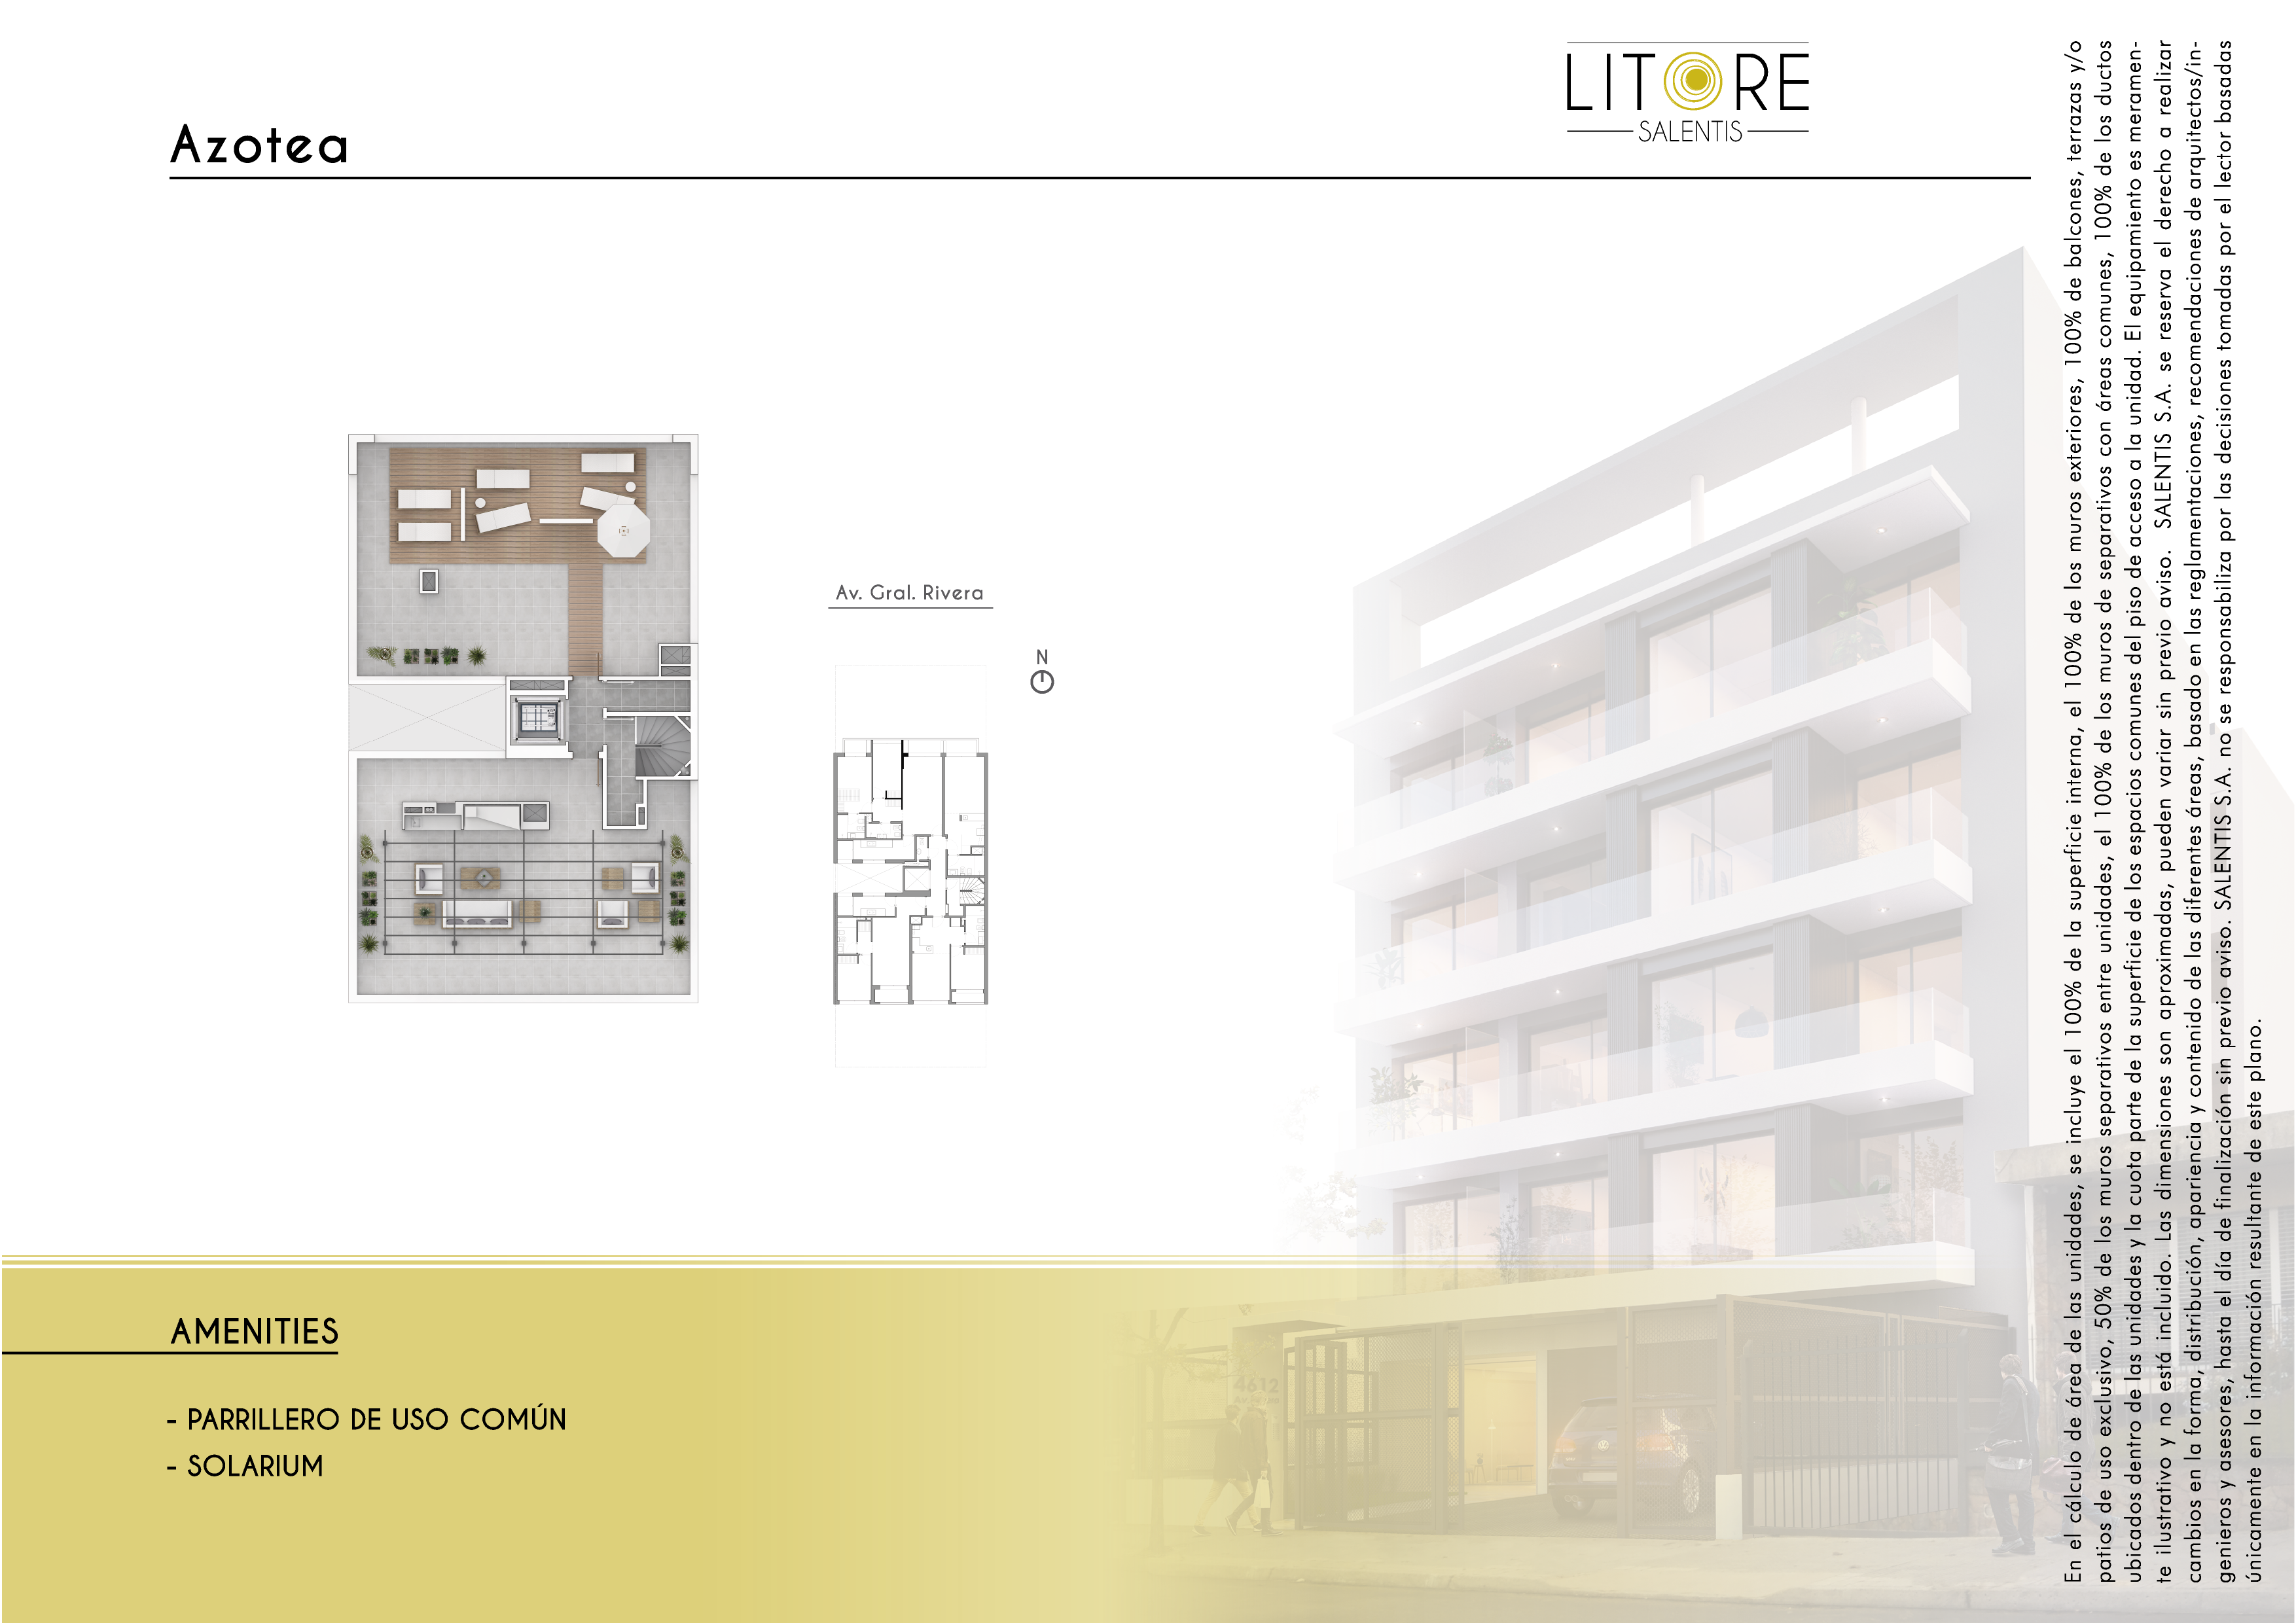 LITORE
SALENTIS
Azotea
Av. Gral. Rivera
N
AMENITIES
- PARRILLERO DE USO COMÚN
- SOLARIUM
4612
En el cálculo de área de las unidades, se incluye el 100% de la superficie interna, el 100% de los muros exteriores, 100% de balcones, terrazas y/o
patios de uso exclusivo, 50% de los muros separativos entre unidades, el 100% de los muros de separativos con áreas comunes, 100% de los ductos
ubicados dentro de las unidades y la cuota parte de la superficie de los espacios comunes del piso de acceso a la unidad. El equipamiento es meramen-
te ilustrativo y no está incluido. Las dimensiones son aproximadas, pueden variar sin previo aviso. SALENTIS S.A. se reserva el derecho a realizar
cambios en la forma, distribución, apariencia y contenido de las diferentes áreas, basado en las reglamentaciones, recomendaciones de arquitectos/in-
genieros y asesores, hasta el día de finalización sin previo aviso. SALENTIS S.A. no se responsabiliza por las decisiones tomadas por el lector basadas
únicamente en la información resultante de este plano.